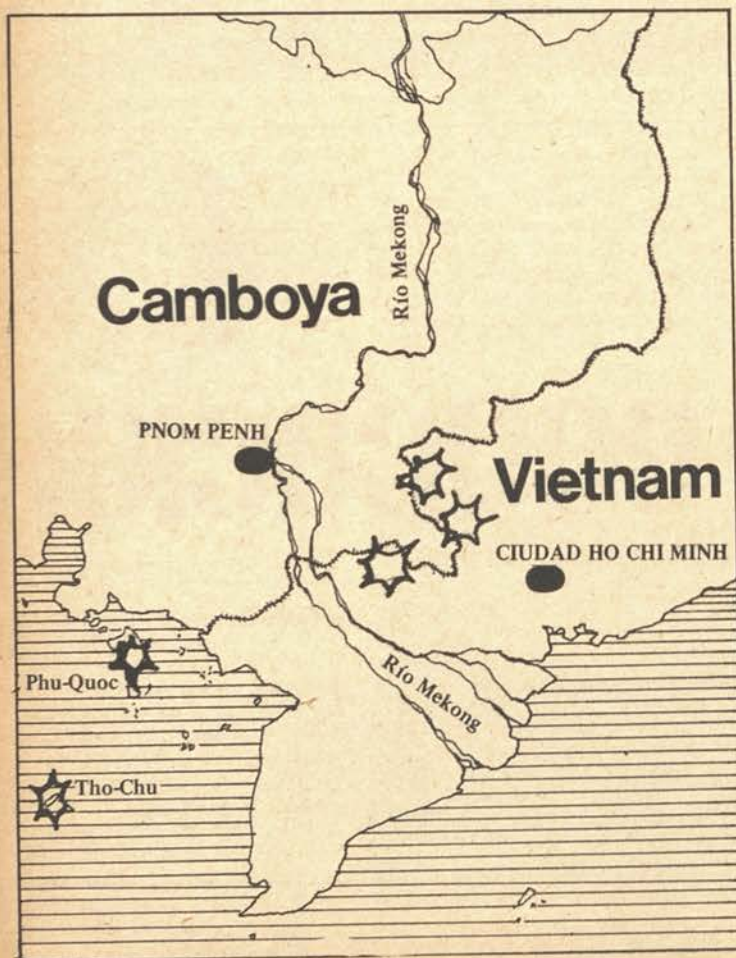 Río Mekong
Camboya
PNOM PENH
Vietnam
CIUDAD HO CHI MINH
Phu-Quoc
Río Mekong
Tho-Chu